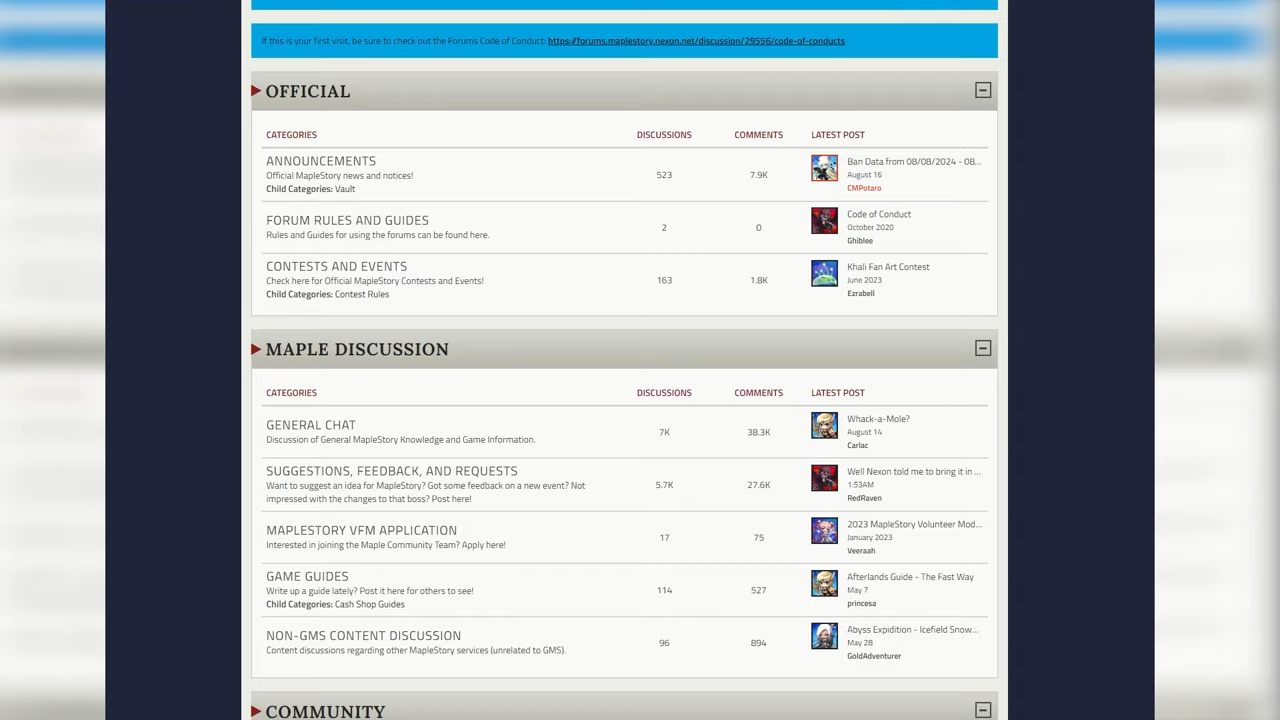 If this is your first visit, be sure to check out the Forums Code of Conduct: https://forums.maplestory.nexon.net/discussion/29556/code-of-conducts
OFFICIAL
CATEGORIES DISCUSSIONS COMMENTS LATEST POST
ANNOUNCEMENTS
Official MapleStory news and notices!
Child Categories: Vault
523
7.9K
Ban Data from 08/08/2024 - 08...
August 16
CMPotaro
FORUM RULES AND GUIDES
Rules and Guides for using the forums can be found here.
2
0
Code of Conduct
October 2020
Ghiblee
CONTESTS AND EVENTS
Check here for Official MapleStory Contests and Events!
Child Categories: Contest Rules
163
1.8K
Khali Fan Art Contest
June 2023
Ezrabell
MAPLE DISCUSSION
CATEGORIES DISCUSSIONS COMMENTS LATEST POST
GENERAL CHAT
Discussion of General MapleStory Knowledge and Game Information.
7K
38.3K
Whack-a-Mole?
August 14
Carlac
SUGGESTIONS, FEEDBACK, AND REQUESTS
Want to suggest an idea for MapleStory? Got some feedback on a new event? Not
impressed with the changes to that boss? Post here!
5.7K
27.6K
Well Nexon told me to bring it in ...
1:53AM
RedRaven
MAPLESTORY VFM APPLICATION
Interested in joining the Maple Community Team? Apply here!
17
75
2023 MapleStory Volunteer Mod...
January 2023
Veeraah
GAME GUIDES
Write up a guide lately? Post it here for others to see!
Child Categories: Cash Shop Guides
114
527
Afterlands Guide - The Fast Way
May 7
princesa
NON-GMS CONTENT DISCUSSION
Content discussions regarding other MapleStory services (unrelated to GMS).
96
894
Abyss Expidition - Icefield Snow...
May 28
GoldAdventurer
COMMUNITY